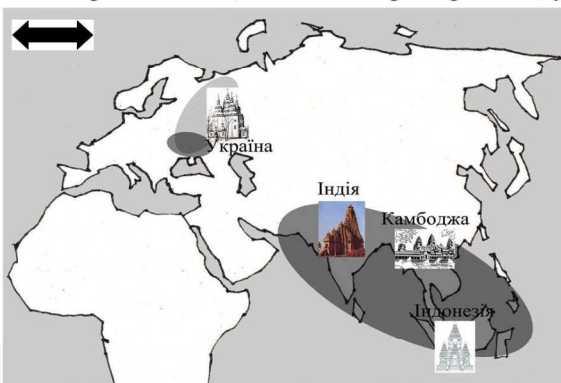 Україна
Індія
Камбоджа
Індонезія